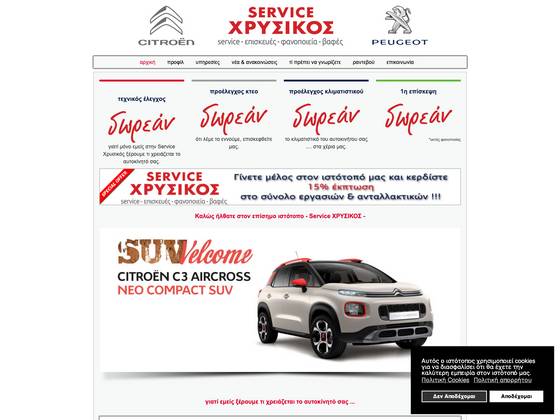 CITROËN
SERVICE
ΧΡΥΣΙΚΟΣ
service - επισκευές - φανοποιεία - βαφές
PEUGEOT
αρχική προφίλ υπηρεσίες νέα & ανακοινώσεις τι πρέπει να γνωρίζετε ραντεβού επικοινωνία
τεχνικός έλεγχος
δωρεάν
γιατί μόνο εμείς στην Service
Χρυσικός ξέρουμε τι χρειάζεται το
αυτοκίνητό σας.
προέλεγχος κτεο
δωρεάν
ότι λέμε το εννοούμε, επισκεφθείτε
μας.
προέλεγχος κλιματιστικού
δωρεάν
το κλιματιστικό του αυτοκινήτου σας
.... στα χέρια μας.
1η επίσκεψη
δωρεάν
*εκτός φανοποιείας
SPECIAL OFFER
SERVICE
ΧΡΥΣΙΚΟΣ
service - επισκευές - φανοποιεία & βαφές
Γίνετε μέλος στον ιστότοπό μας και κερδίστε
15% έκπτωση
στο σύνολο εργασιών & ανταλλακτικών !!!
Καλώς ήλθατε στον επίσημο ιστότοπο - Service ΧΡΥΣΙΚΟΣ -
SUVelcome
CITROËN C3 AIRCROSS
NEO COMPACT SUV
γιατί εμείς ξέρουμε τι χρειάζεται το αυτοκίνητό σας ...
Αυτός ο ιστότοπος χρησιμοποιεί cookies
για να διασφαλίσει ότι θα έχετε την
καλύτερη εμπειρία στον ιστότοπό μας.
Πολιτική Cookies Πολιτική απορρήτου
Δεν Αποδέχομαι Αποδέχομαι